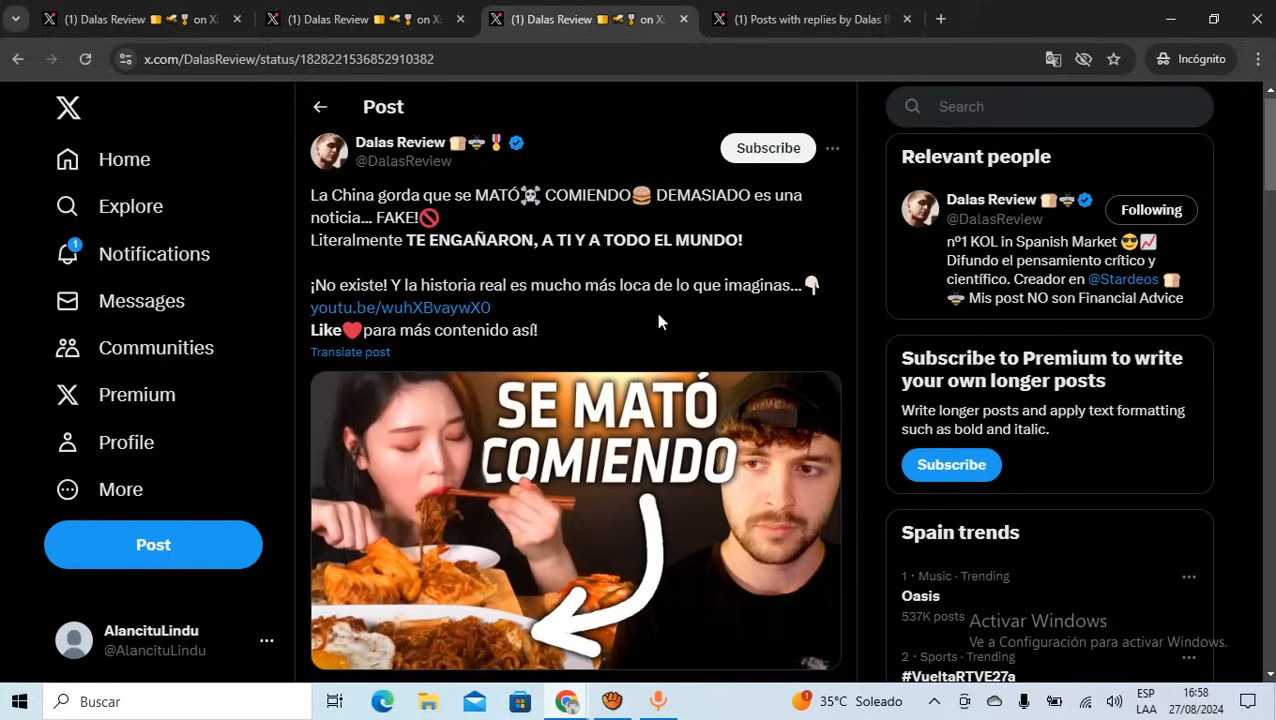 (1) Dalas Review on X
(1) Dalas Review on X
(1) Dalas Review on X
(1) Posts with replies by Dalas R
x.com/DalasReview/status/1828221536852910382
Incógnito
X
Home
Explore
1
Notifications
Messages
Communities
Premium
Profile
More
Post
AlancituLindu
@AlancituLindu
Post
Dalas Review 🍞🐝🎖️
@DalasReview
Subscribe
La China gorda que se MATÓ☠️ COMIENDO🍔 DEMASIADO es una
noticia... FAKE!🚫
Literalmente TE ENGAÑARON, A TI Y A TODO EL MUNDO!
¡No existe! Y la historia real es mucho más loca de lo que imaginas...👇🏻
youtu.be/wuhXBvaywX0
Like❤️para más contenido así!
Translate post
SE MATÓ
COMIENDO
Search
Relevant people
Dalas Review 🍞🐝🎖️
@DalasReview
Following
nº1 KOL in Spanish Market 😎📈
Difundo el pensamiento crítico y
científico. Creador en @Stardeos 🍞
🐝 Mis post NO son Financial Advice
Subscribe to Premium to write
your own longer posts
Write longer posts and apply text formatting
such as bold and italic.
Subscribe
Spain trends
1 · Music · Trending
Oasis
537K posts
2 · Sports · Trending
#VueltaRTVE27a
Activar Windows
Ve a Configuración para activar Windows.
Buscar
1
35°C Soleado
ESP
LAA
16:58
27/08/2024